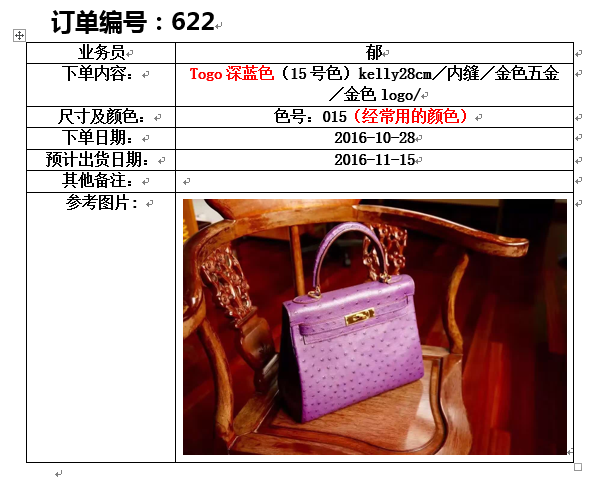 订单编号：622
业务员
郁
下单内容：
Togo 深蓝色（15 号色）kelly28cm／内缝／金色五金
／金色 logo/
尺寸及颜色：
色号：015（经常用的颜色）
下单日期：
2016-10-28
预计出货日期：
2016-11-15
其他备注：
参考图片：